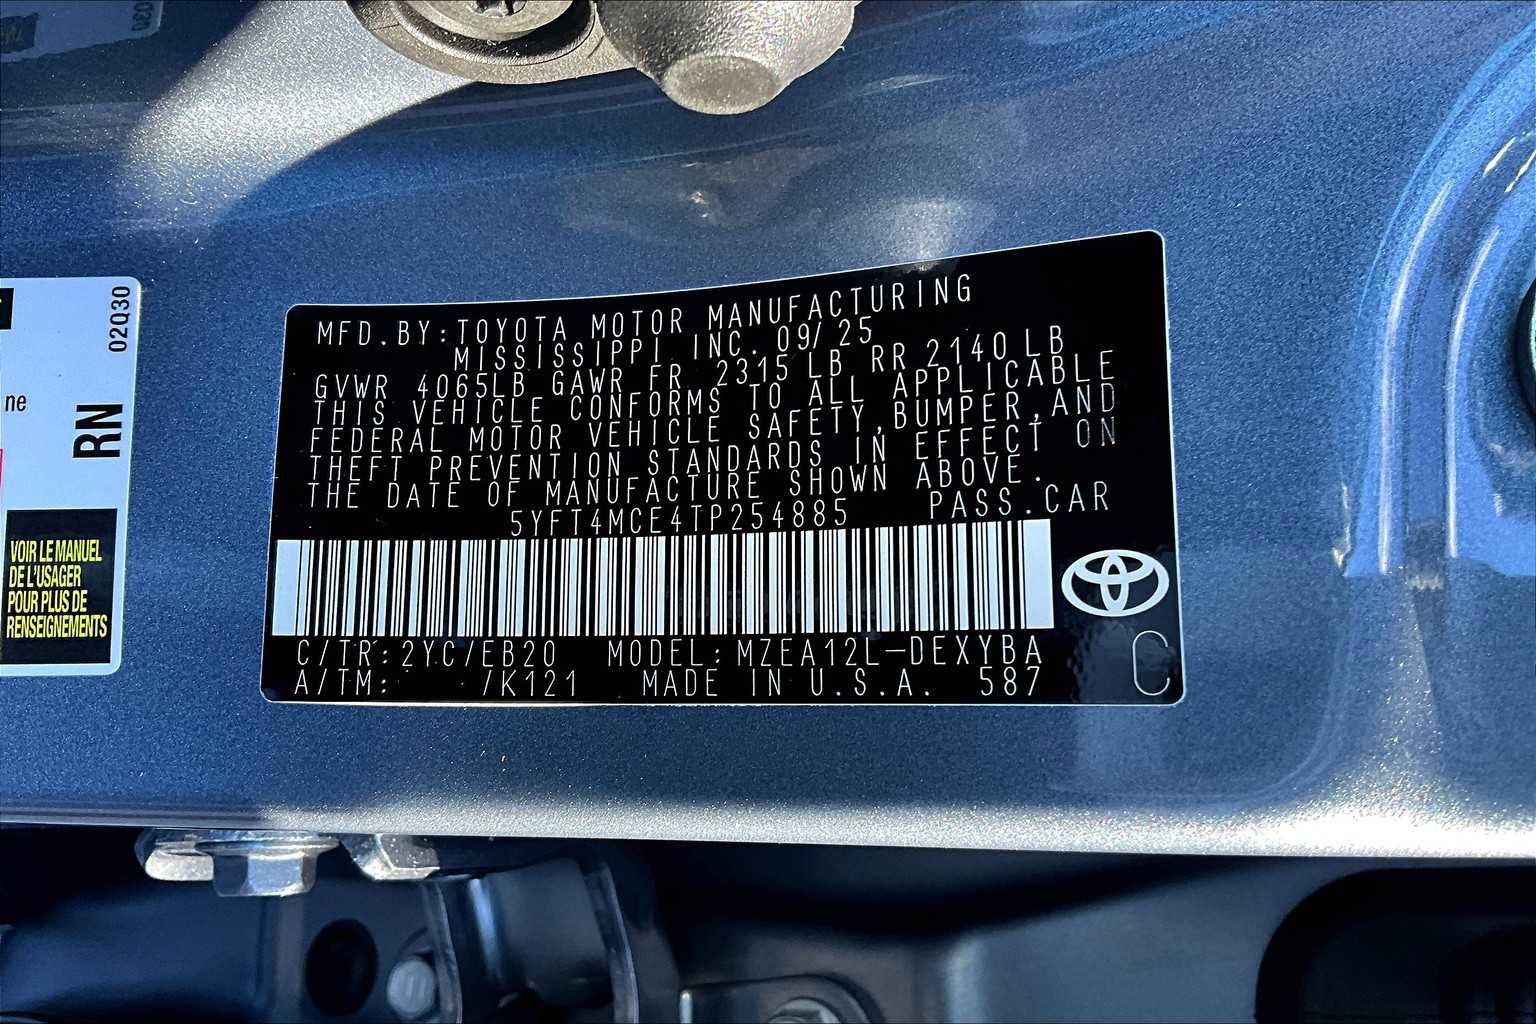 MFD.BY:TOYOTA MOTOR MANUFACTURING
MISSISSIPPI INC. 09/25
GVWR 4065LB GAWR FR 2315 LB RR 2140 LB
THIS VEHICLE CONFORMS TO ALL APPLICABLE
FEDERAL MOTOR VEHICLE SAFETY,BUMPER,AND
THEFT PREVENTION STANDARDS IN EFFECT ON
THE DATE OF MANUFACTURE SHOWN ABOVE.
5YFT4MCE4TP254885 PASS.CAR
C/TR:2YC/EB20 MODEL:MZEA12L-DEXYBA
A/TM: /K121 MADE IN U.S.A. 587
C
02Q30
RN
ne
VOIR LE MANUEL
DE L'USAGER
POUR PLUS DE
RENSEIGNEMENTS